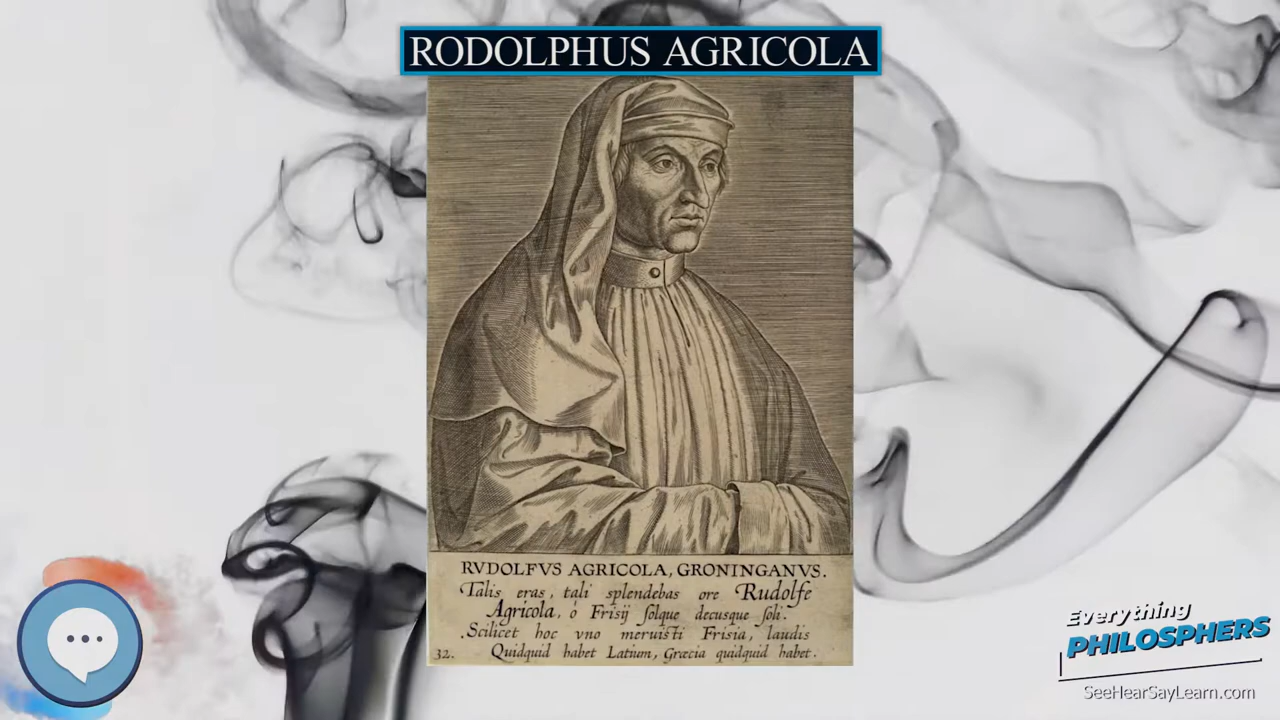 RODOLPHUS AGRICOLA
RVDOLFVS AGRICOLA, GRONINGANVS.
Talis eras, tali splendebas ore Rudolfe
Agricola, ó Frisij ſolque decusque ſoli.
Scilicet hoc vno meruisti Frisia, laudis
32. Quidquid habet Latium, Græcia quidquid habet.
Everything
PHILOSPHERS
SeeHearSayLearn.com